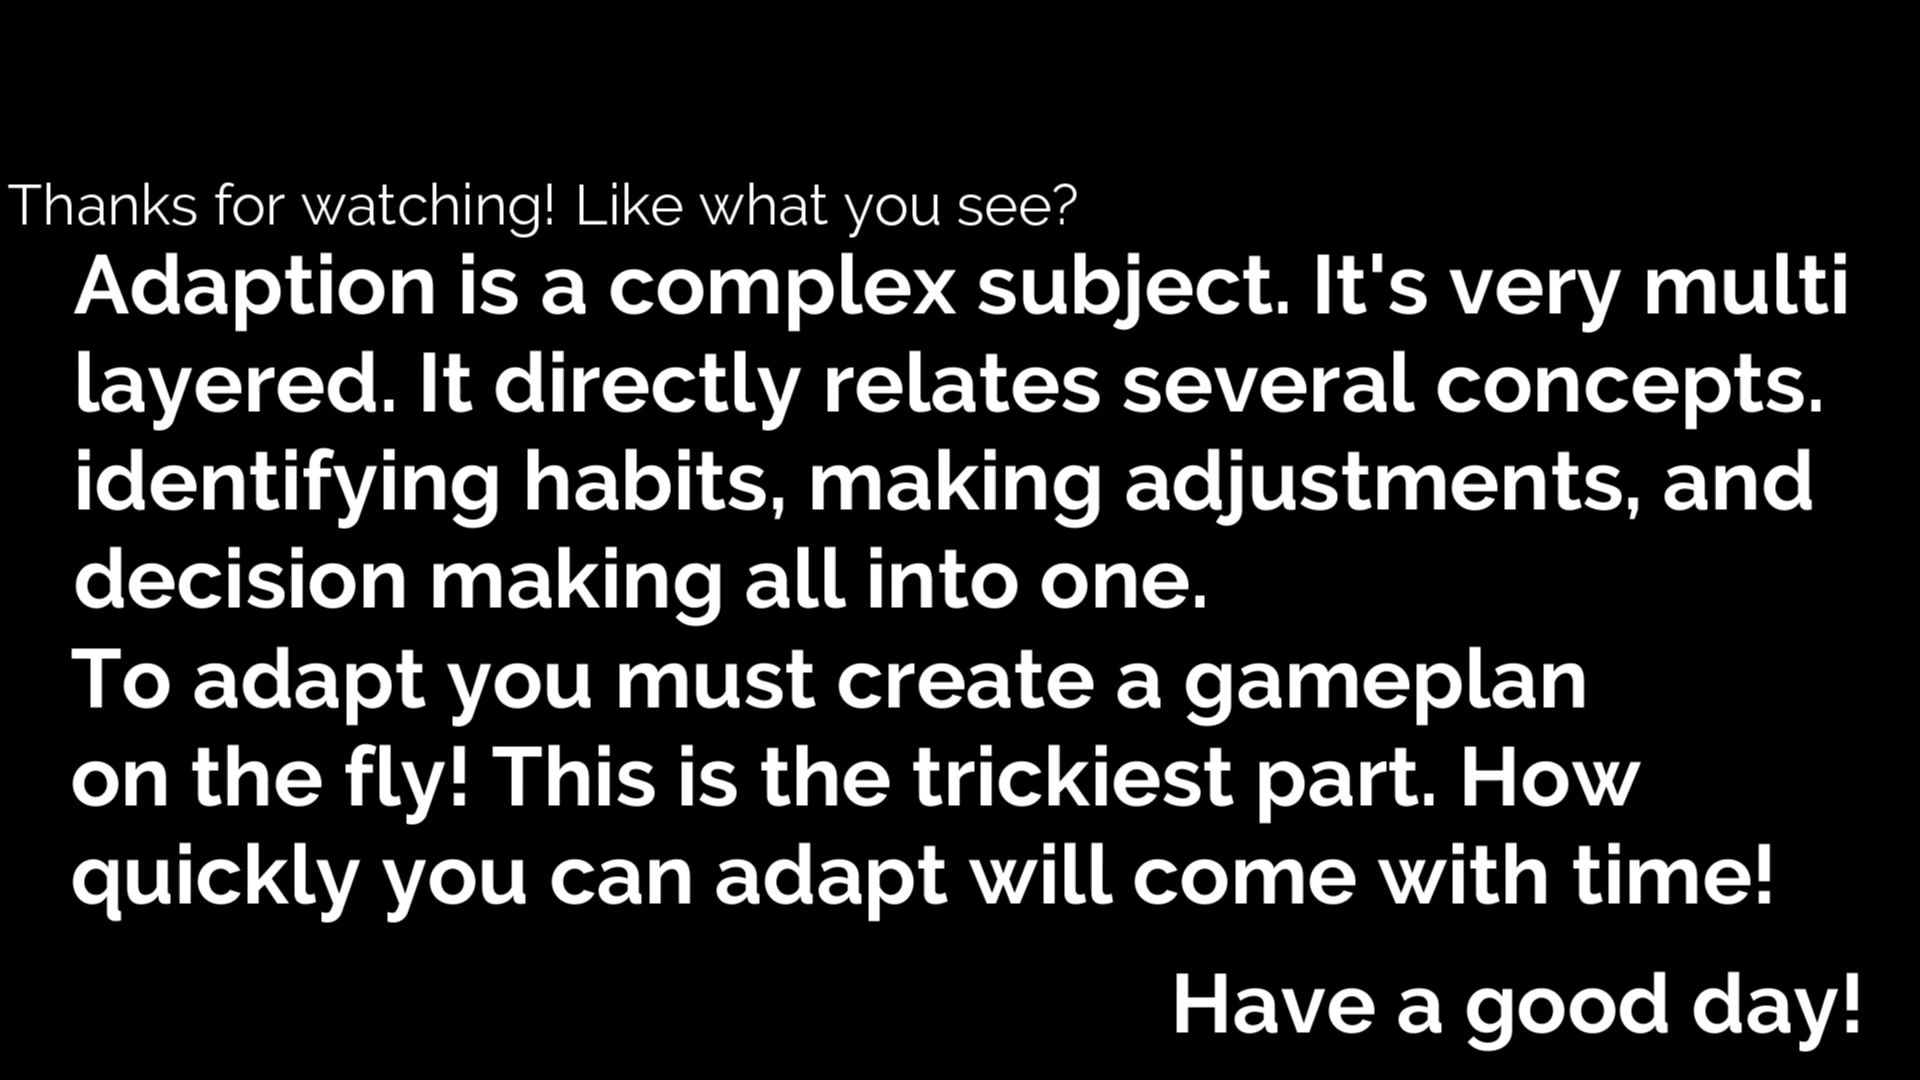 Thanks for watching! Like what you see?
Adaption is a complex subject. It's very multi
layered. It directly relates several concepts.
identifying habits, making adjustments, and
decision making all into one.
To adapt you must create a gameplan
on the fly! This is the trickiest part. How
quickly you can adapt will come with time!
Have a good day!